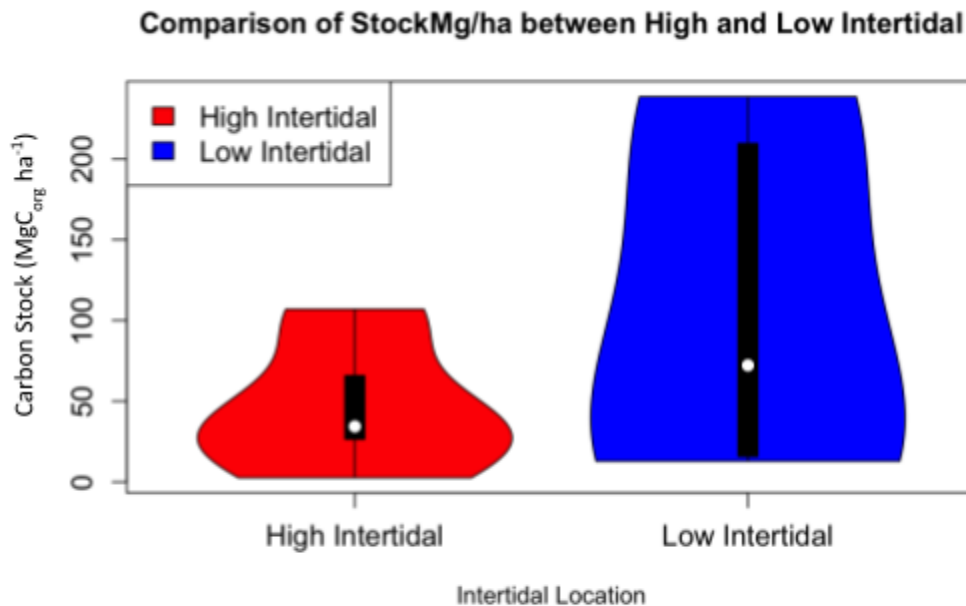 Comparison of StockMg/ha between High and Low Intertidal
High Intertidal
Low Intertidal
Carbon Stock (MgCorg ha-1)
200
150
100
50
0
High Intertidal
Low Intertidal
Intertidal Location